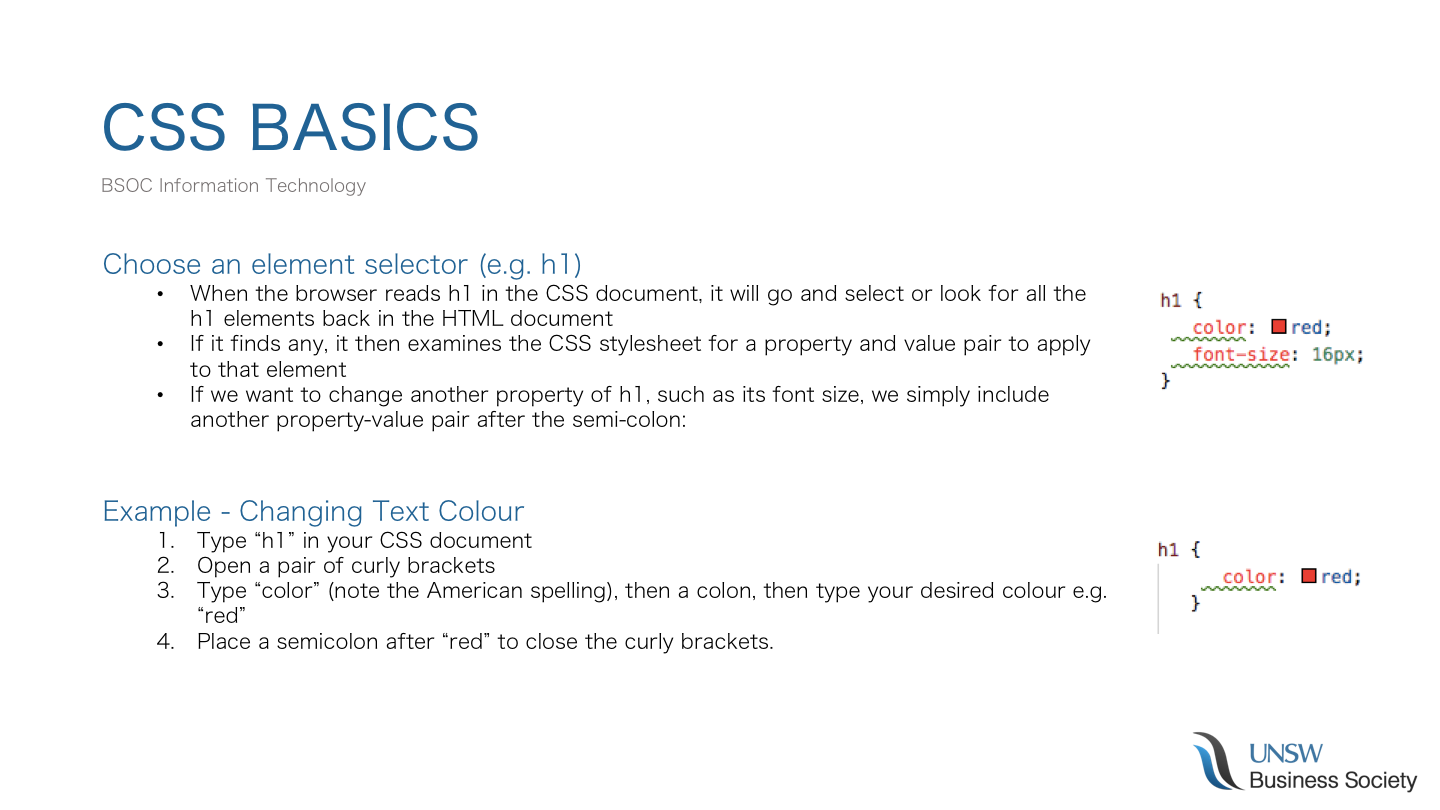 CSS BASICS
BSOC Information Technology
Choose an element selector (e.g. h1)
• When the browser reads h1 in the CSS document, it will go and select or look for all the
h1 elements back in the HTML document
• If it finds any, it then examines the CSS stylesheet for a property and value pair to apply
to that element
• If we want to change another property of h1, such as its font size, we simply include
another property-value pair after the semi-colon:
h1 {
color: red;
font-size: 16px;
}
Example - Changing Text Colour
1. Type “h1” in your CSS document
2. Open a pair of curly brackets
3. Type “color” (note the American spelling), then a colon, then type your desired colour e.g.
“red”
4. Place a semicolon after “red” to close the curly brackets.
h1 {
color: red;
}
UNSW
Business Society